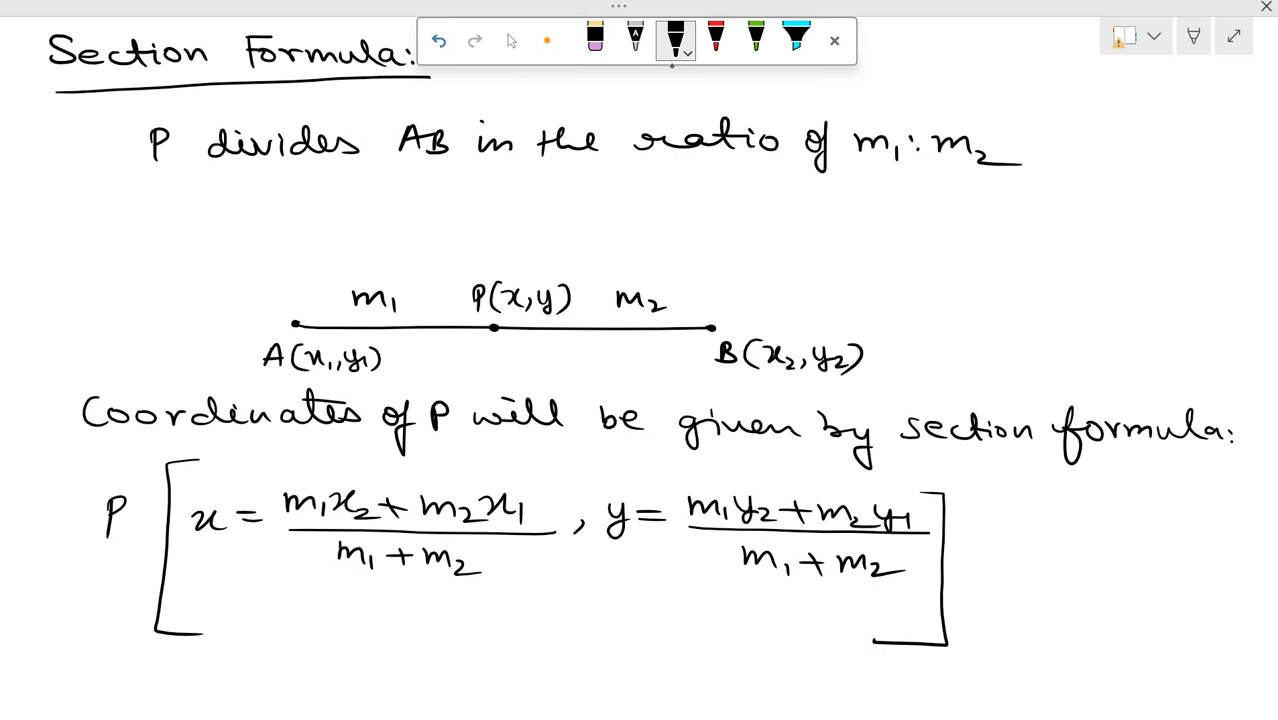 Section Formula:
P divides AB in the ratio of m₁:m₂
m₁ P(x,y) m₂
A(x₁,y₁) B(x₂,y₂)
Coordinates of P will be given by section formula:
P [ x = (m₁x₂ + m₂x₁)/(m₁ + m₂) , y = (m₁y₂ + m₂y₁)/(m₁ + m₂) ]